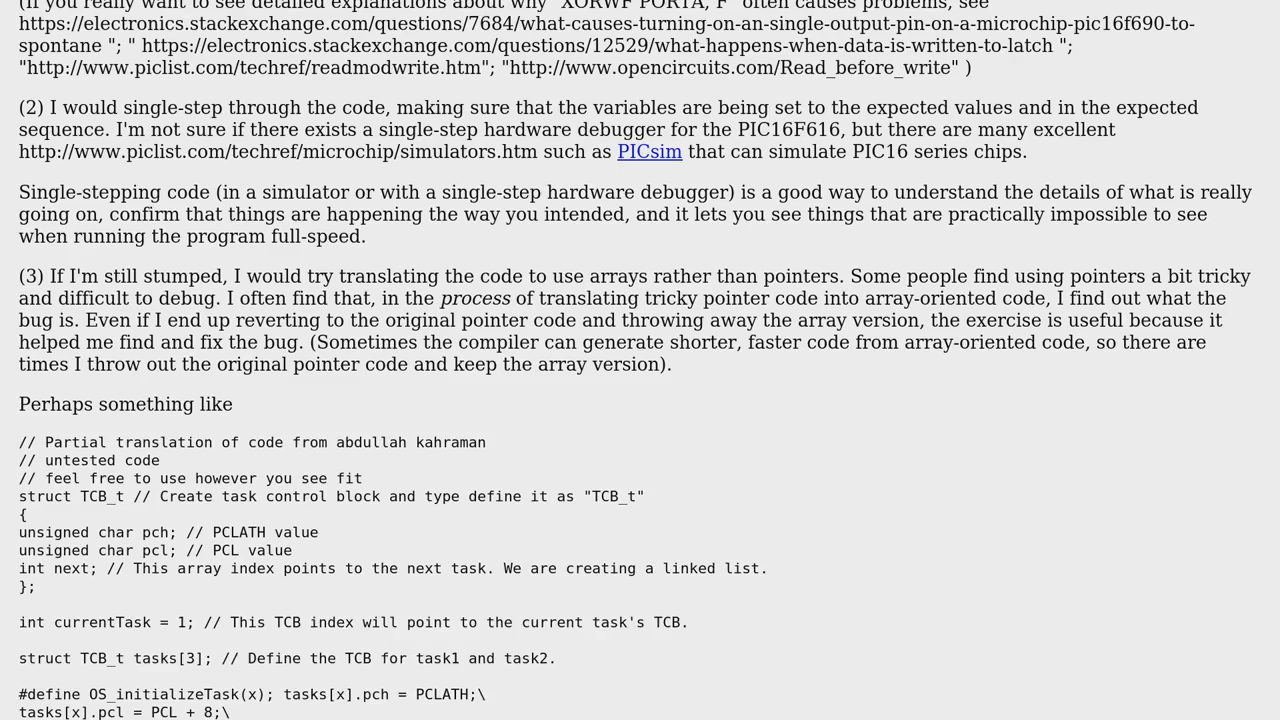 (If you really want to see detailed explanations about why "XORWF PORTA, F" often causes problems, see
https://electronics.stackexchange.com/questions/7684/what-causes-turning-on-an-single-output-pin-on-a-microchip-pic16f690-to-
spontane "; " https://electronics.stackexchange.com/questions/12529/what-happens-when-data-is-written-to-latch ";
"http://www.piclist.com/techref/readmodwrite.htm"; "http://www.opencircuits.com/Read_before_write" )
(2) I would single-step through the code, making sure that the variables are being set to the expected values and in the expected
sequence. I'm not sure if there exists a single-step hardware debugger for the PIC16F616, but there are many excellent
http://www.piclist.com/techref/microchip/simulators.htm such as PICsim that can simulate PIC16 series chips.
Single-stepping code (in a simulator or with a single-step hardware debugger) is a good way to understand the details of what is really
going on, confirm that things are happening the way you intended, and it lets you see things that are practically impossible to see
when running the program full-speed.
(3) If I'm still stumped, I would try translating the code to use arrays rather than pointers. Some people find using pointers a bit tricky
and difficult to debug. I often find that, in the process of translating tricky pointer code into array-oriented code, I find out what the
bug is. Even if I end up reverting to the original pointer code and throwing away the array version, the exercise is useful because it
helped me find and fix the bug. (Sometimes the compiler can generate shorter, faster code from array-oriented code, so there are
times I throw out the original pointer code and keep the array version).
Perhaps something like
// Partial translation of code from abdullah kahraman
// untested code
// feel free to use however you see fit
struct TCB_t // Create task control block and type define it as "TCB_t"
{
unsigned char pch; // PCLATH value
unsigned char pcl; // PCL value
int next; // This array index points to the next task. We are creating a linked list.
};
int currentTask = 1; // This TCB index will point to the current task's TCB.
struct TCB_t tasks[3]; // Define the TCB for task1 and task2.
#define OS_initializeTask(x); tasks[x].pch = PCLATH;\
tasks[x].pcl = PCL + 8;\